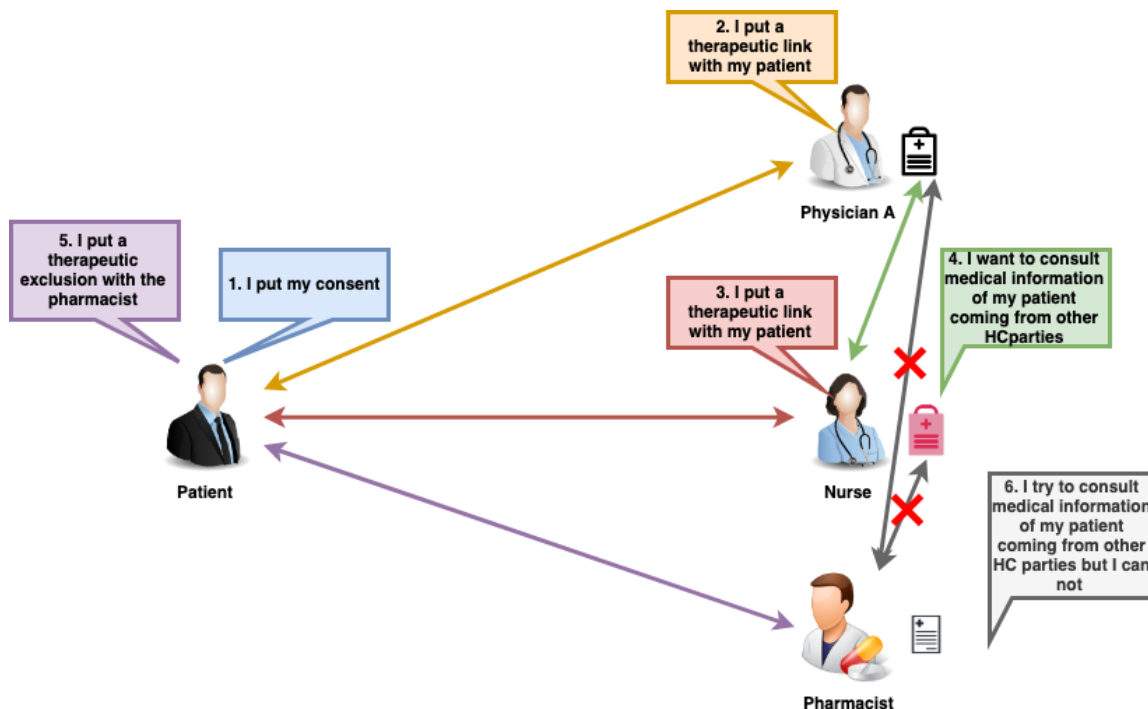 2. I put a
therapeutic link
with my patient
Physician A
5. I put a
therapeutic
exclusion with the
pharmacist
1. I put my consent
3. I put a
therapeutic link
with my patient
4. I want to consult
medical information
of my patient
coming from other
HCparties
Patient
Nurse
6. I try to consult
medical information
of my patient
coming from other
HC parties but I can
not
Pharmacist